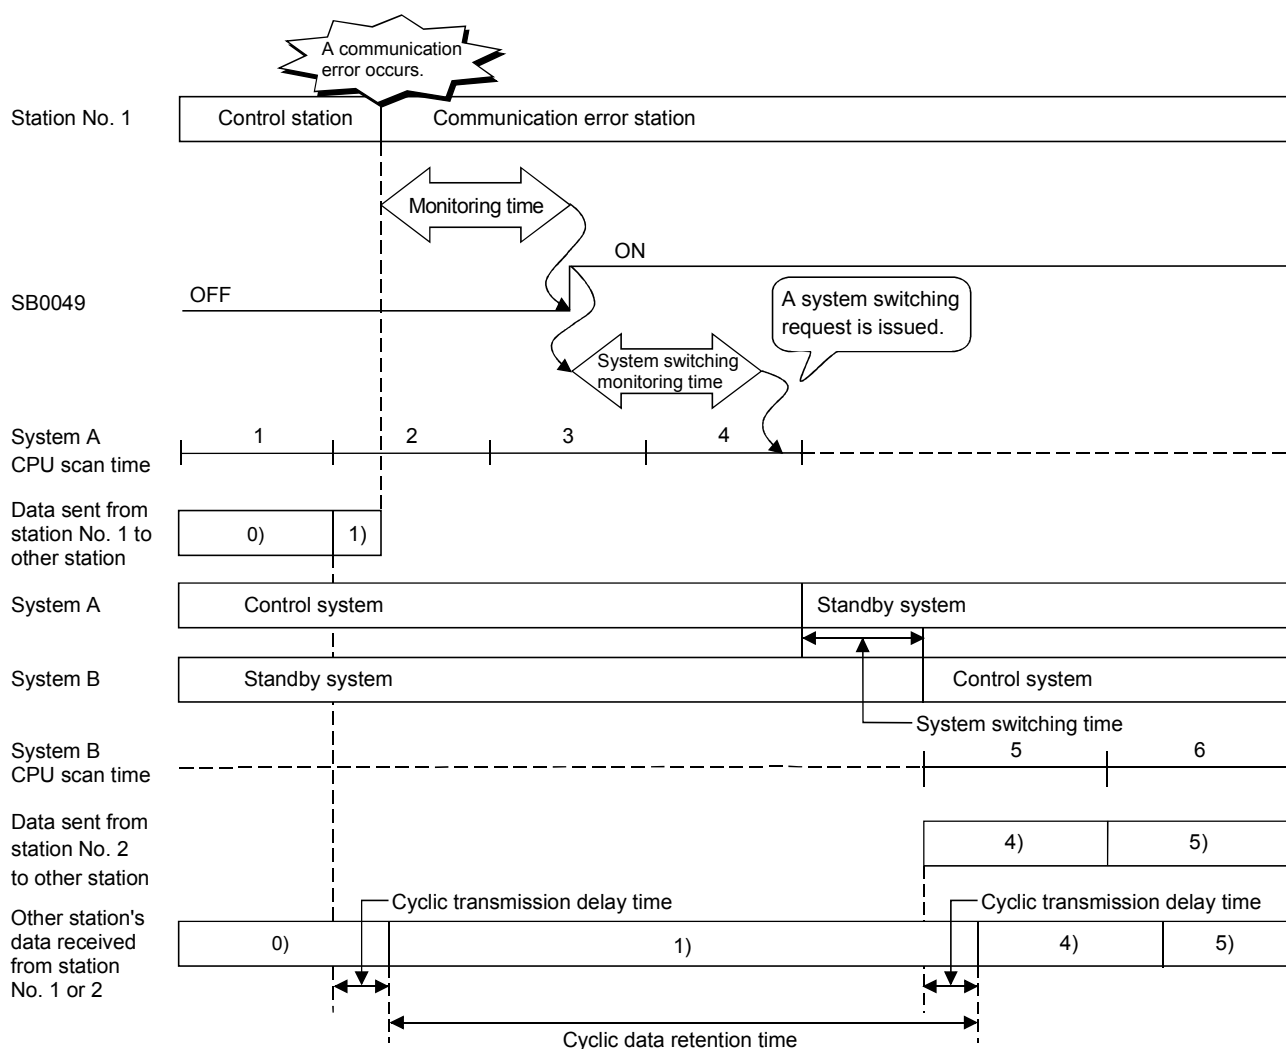 A communication
error occurs.
Station No. 1
Control station
Communication error station
Monitoring time
ON
SB0049
OFF
A system switching
request is issued.
System switching
monitoring time
System A
CPU scan time
1
2
3
4
Data sent from
station No. 1 to
other station
0)
1)
System A
Control system
Standby system
System B
Standby system
Control system
System switching time
System B
CPU scan time
5
6
Data sent from
station No. 2
to other station
4)
5)
Cyclic transmission delay time
Cyclic transmission delay time
Other station's
data received
from station
No. 1 or 2
0)
1)
4)
5)
Cyclic data retention time